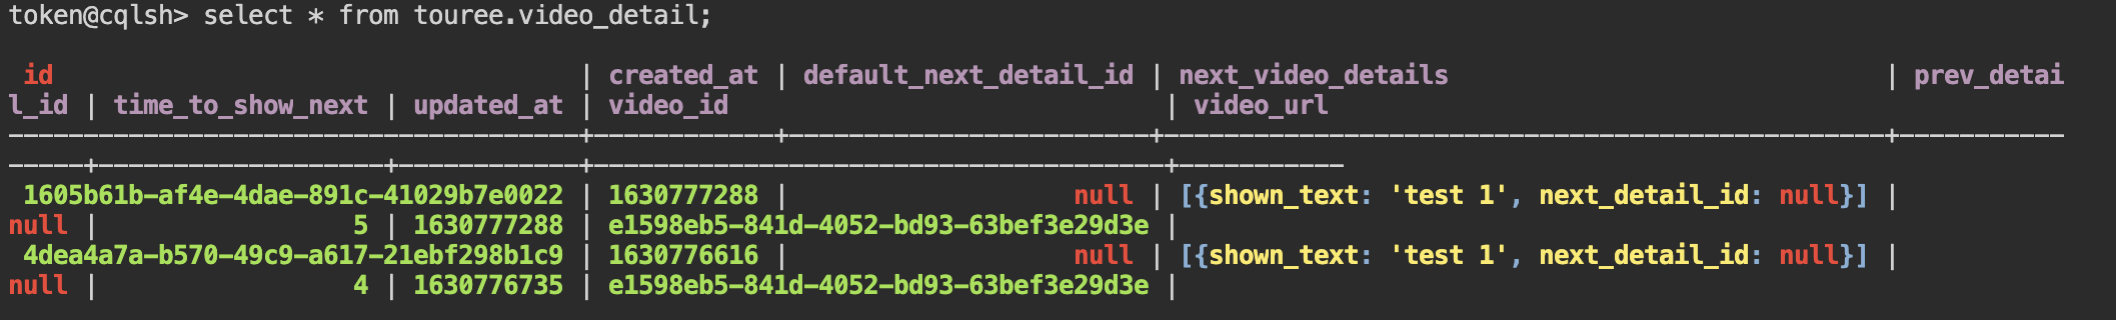 token@cqlsh> select * from touree.video_detail;
 id                                   | created_at | default_next_detail_id | next_video_details                             | prev_detai
l_id | time_to_show_next | updated_at | video_id                             | video_url
--------------------------------------+------------+------------------------+------------------------------------------------+-----------
-----+-------------------+------------+--------------------------------------+-----------
 1605b61b-af4e-4dae-891c-41029b7e0022 | 1630777288 |                   null | [{shown_text: 'test 1', next_detail_id: null}] |
null |                 5 | 1630777288 | e1598eb5-841d-4052-bd93-63bef3e29d3e |
 4dea4a7a-b570-49c9-a617-21ebf298b1c9 | 1630776616 |                   null | [{shown_text: 'test 1', next_detail_id: null}] |
null |                 4 | 1630776735 | e1598eb5-841d-4052-bd93-63bef3e29d3e |